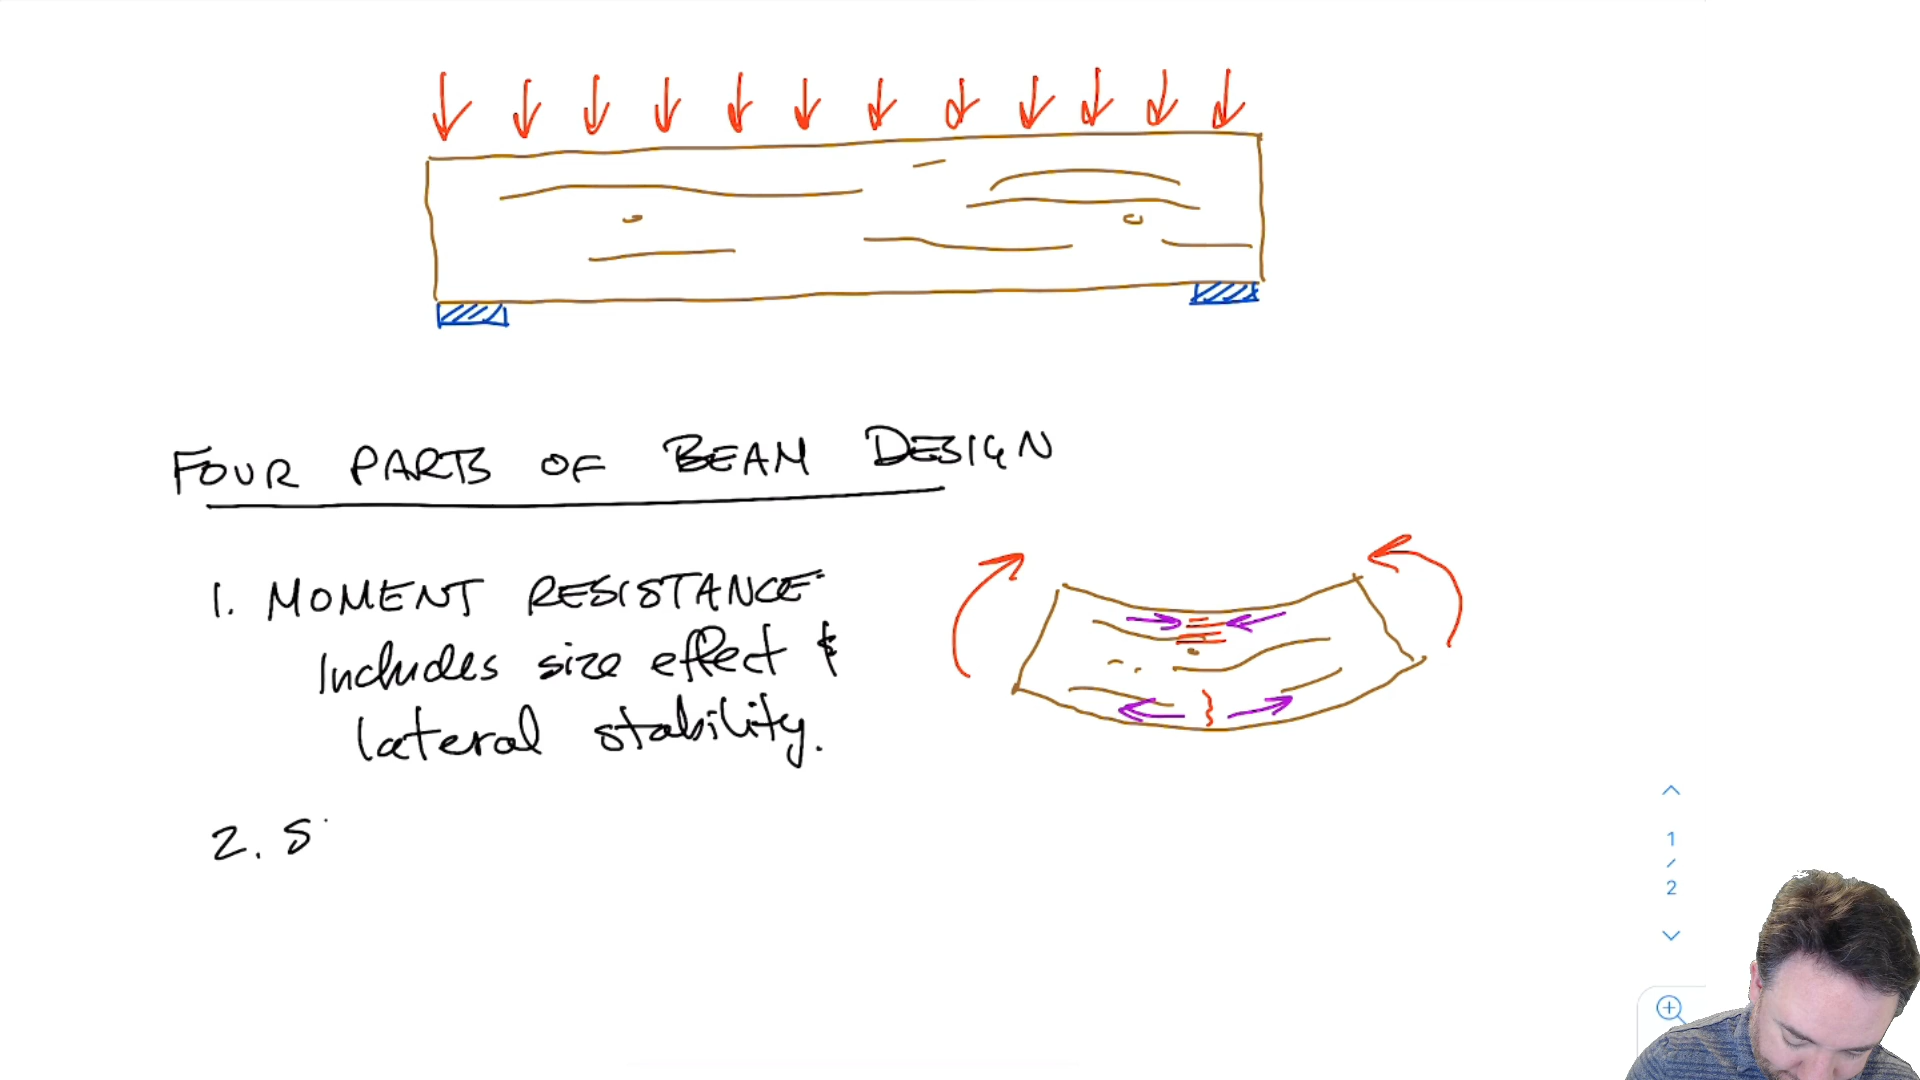 FOUR PARTS OF BEAM DESIGN
1. MOMENT RESISTANCE
Includes size effect &
lateral stability.
2. S
1
/
2